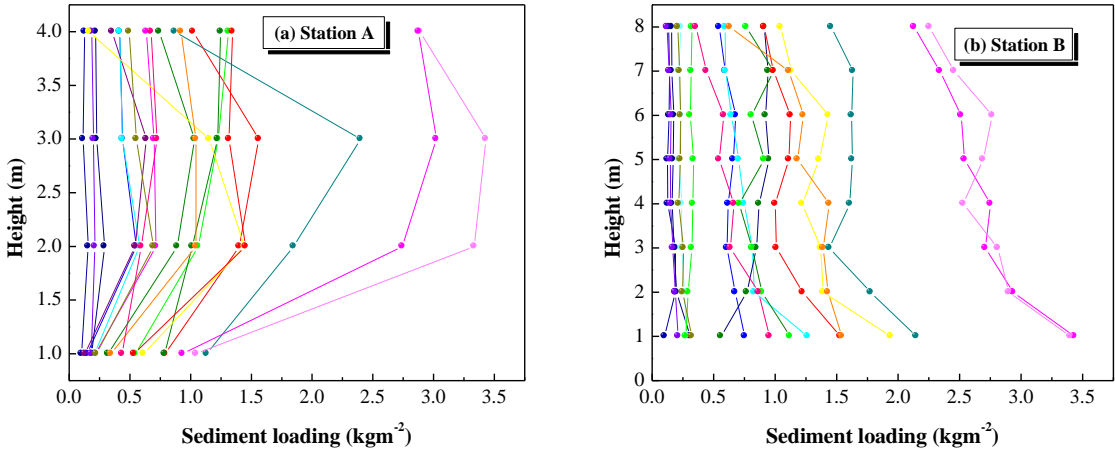 4.0
3.5
3.0
2.5
2.0
1.5
1.0
Height (m)
(a) Station A
0.0 0.5 1.0 1.5 2.0 2.5 3.0 3.5
Sediment loading (kgm-2)
8
7
6
5
4
3
2
1
0
Height (m)
(b) Station B
0.0 0.5 1.0 1.5 2.0 2.5 3.0 3.5
Sediment loading (kgm-2)